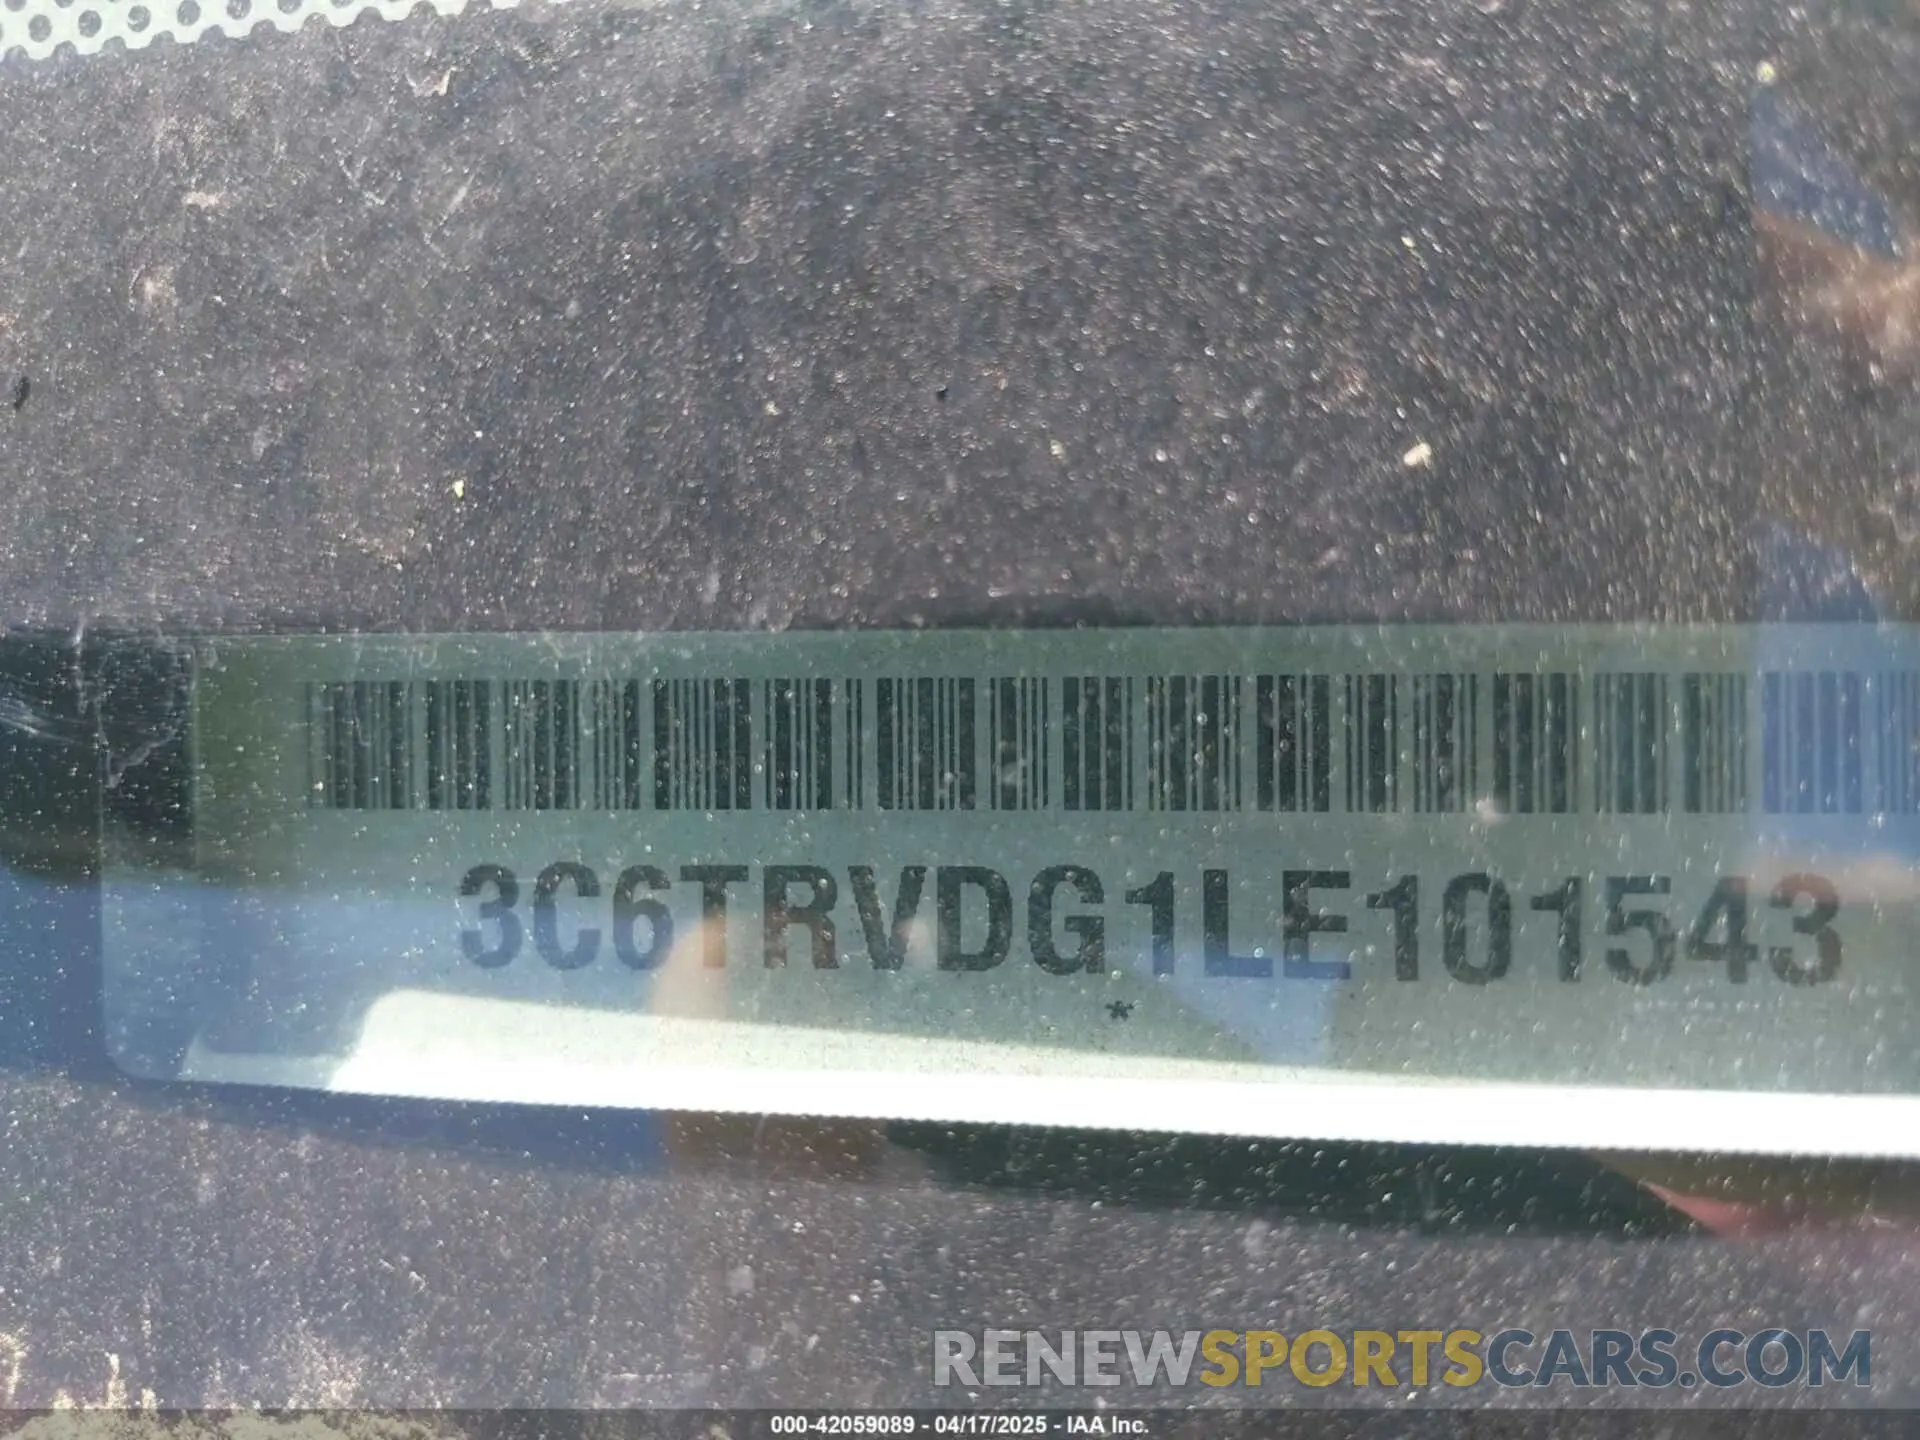 3C6TRVDG1LE101543
*
RENEWSPORTSCARS.COM
000-42059089 - 04/17/2025 - IAA Inc.